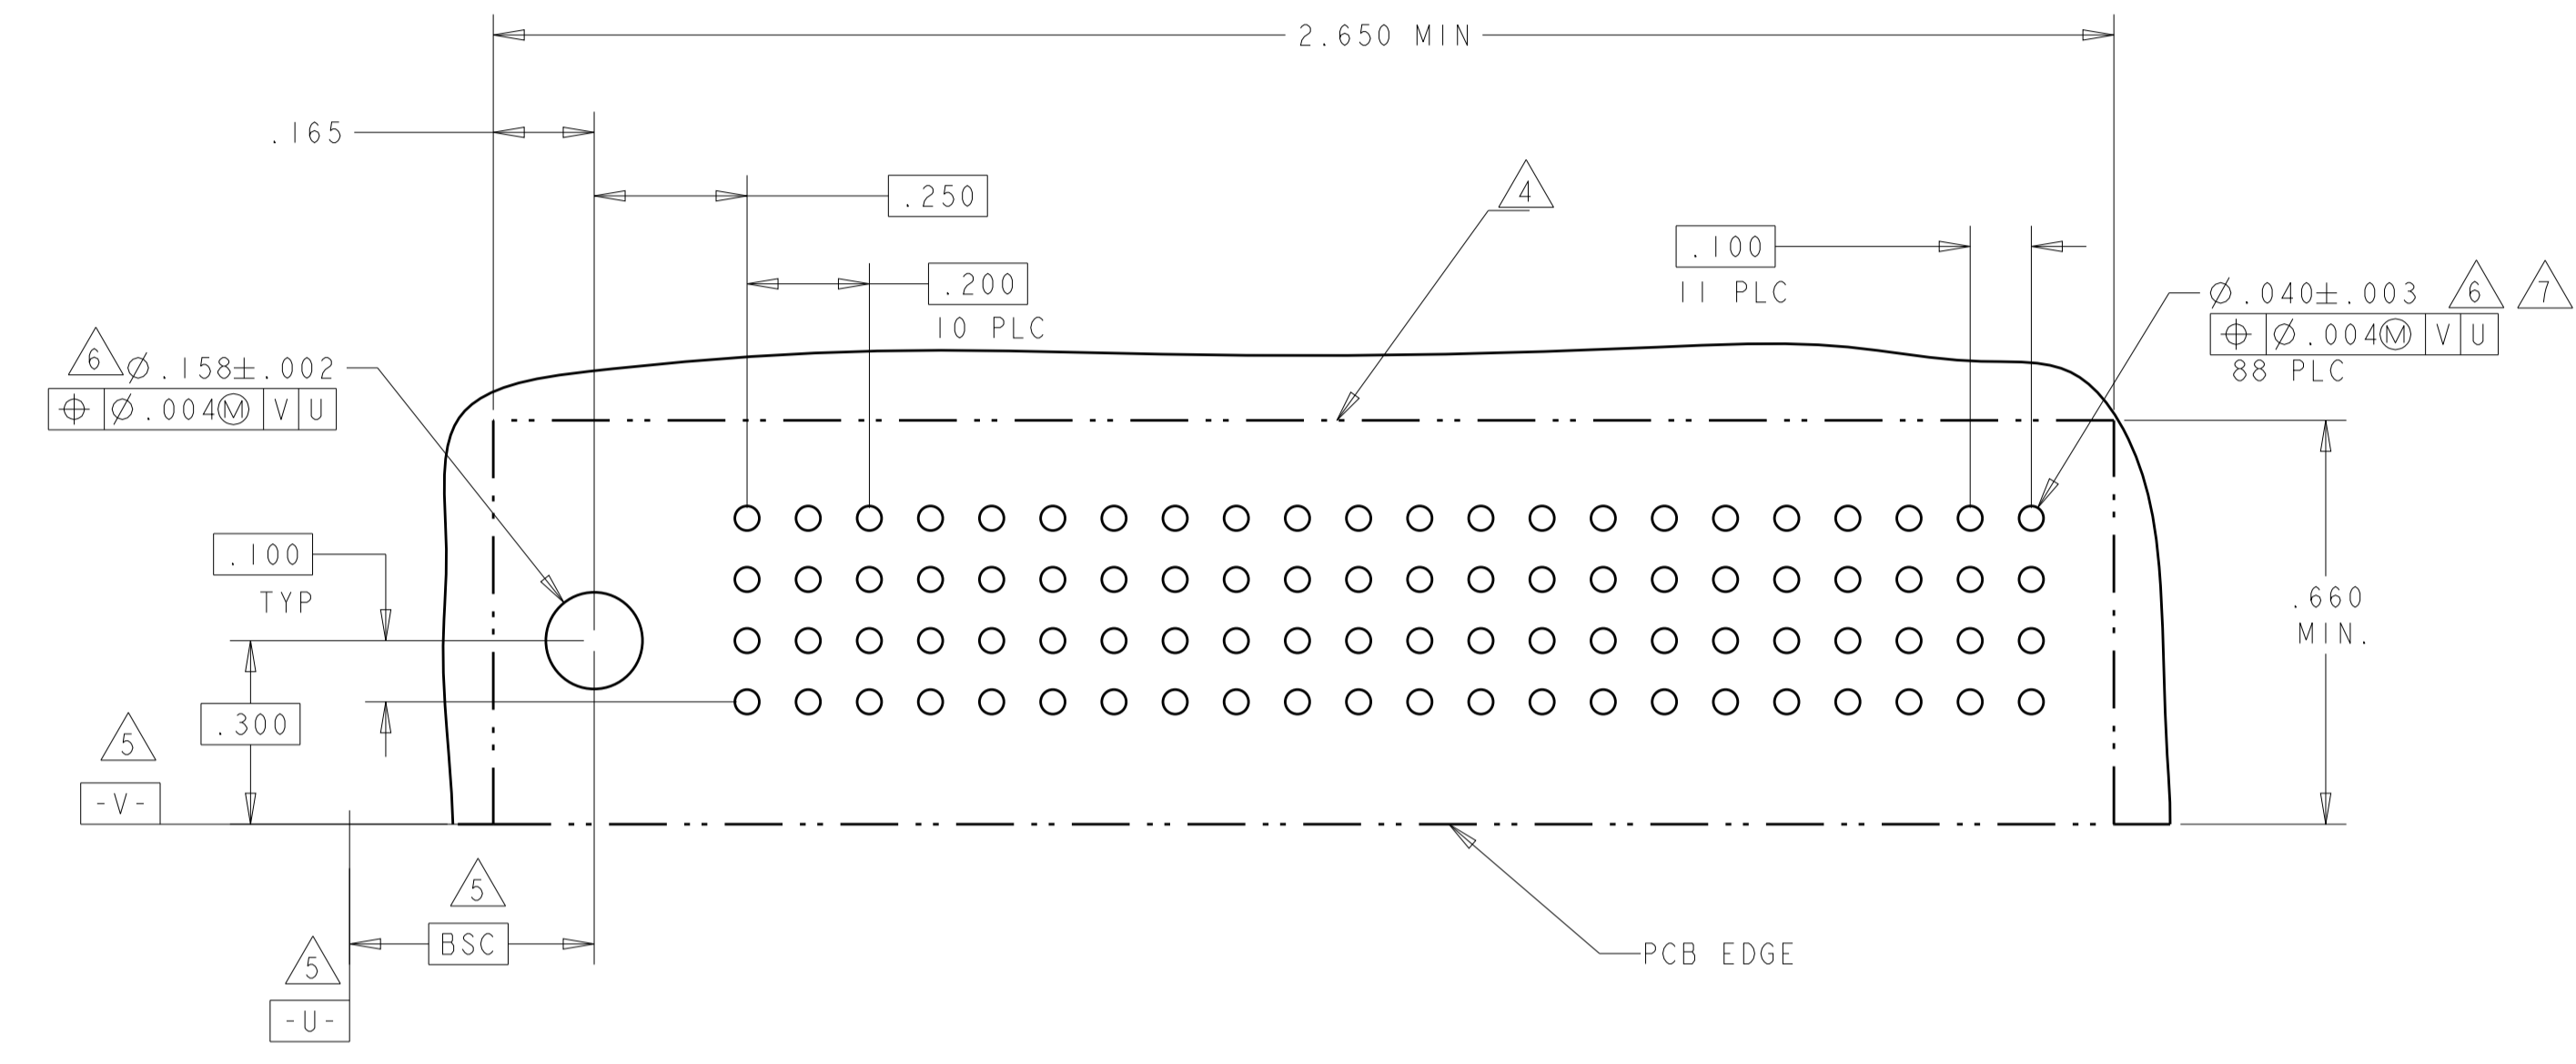 2.650 MIN
.165
.250
4
.100
11 PLC
.200
10 PLC
⌀.040±.003 6 7
⌖ ⌀.004Ⓜ V U
88 PLC
6 ⌀.158±.002
⌖ ⌀.004Ⓜ V U
.100
TYP
.660
MIN.
.300
5
-V-
5
BSC
PCB EDGE
5
-U-